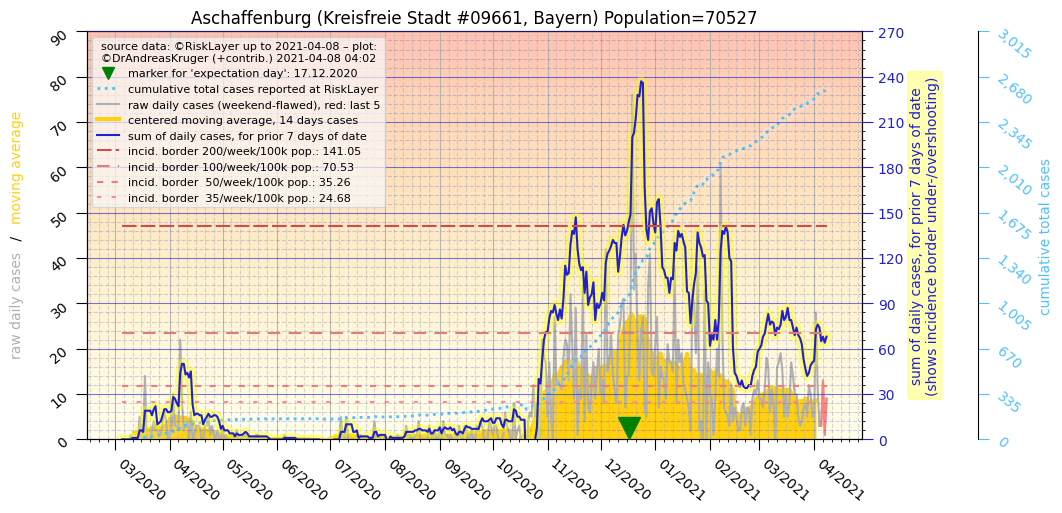 Aschaffenburg (Kreisfreie Stadt #09661, Bayern) Population=70527
source data: ©RiskLayer up to 2021-04-08 – plot:
©DrAndreasKruger (+contrib.) 2021-04-08 04:02
marker for 'expectation day': 17.12.2020
cumulative total cases reported at RiskLayer
raw daily cases (weekend-flawed), red: last 5
centered moving average, 14 days cases
sum of daily cases, for prior 7 days of date
incid. border 200/week/100k pop.: 141.05
incid. border 100/week/100k pop.: 70.53
incid. border  50/week/100k pop.: 35.26
incid. border  35/week/100k pop.: 24.68
raw daily cases / moving average
90
80
70
60
50
40
30
20
10
0
03/2020
04/2020
05/2020
06/2020
07/2020
08/2020
09/2020
10/2020
11/2020
12/2020
01/2021
02/2021
03/2021
04/2021
270
240
210
180
150
120
90
60
30
0
sum of daily cases, for prior 7 days of date
(shows incidence border under-/overshooting)
3,015
2,680
2,345
2,010
1,675
1,340
1,005
670
335
0
cumulative total cases